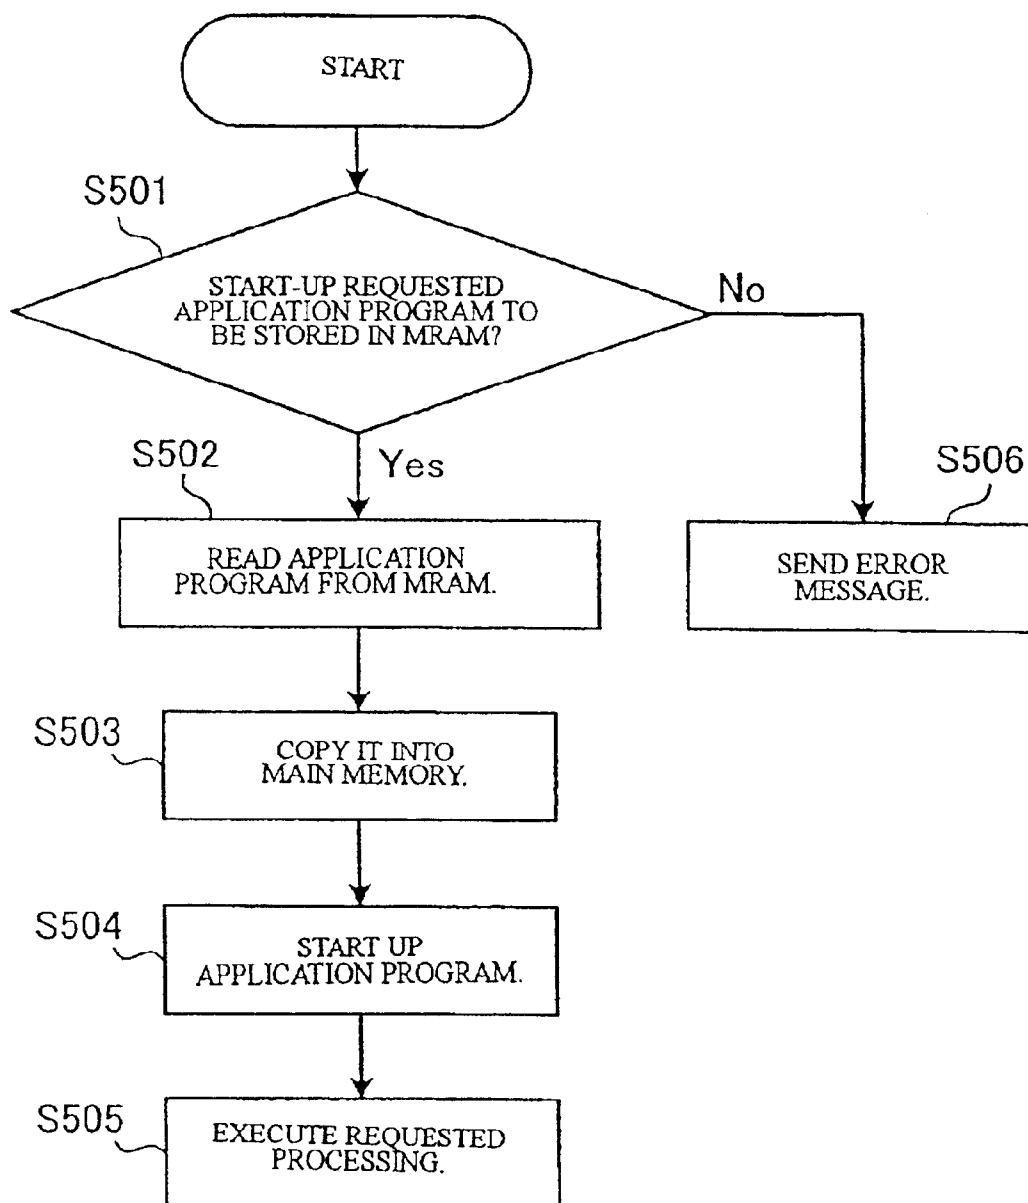 START
S501
START-UP REQUESTED
APPLICATION PROGRAM TO
BE STORED IN MRAM?
No
Yes
S502
READ APPLICATION
PROGRAM FROM MRAM.
S506
SEND ERROR
MESSAGE.
S503
COPY IT INTO
MAIN MEMORY.
S504
START UP
APPLICATION PROGRAM.
S505
EXECUTE REQUESTED
PROCESSING.